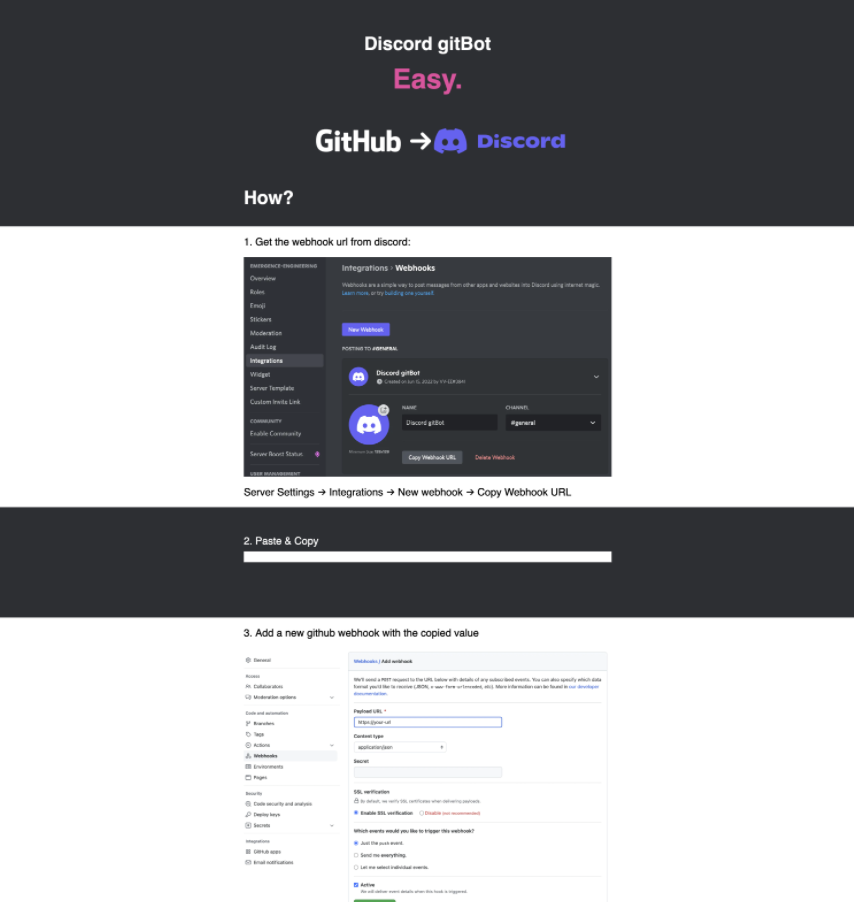 Discord gitBot
Easy.
GitHub → Discord
How?
1. Get the webhook url from discord:
EMERGENCE-ENGINEERING
Overview
Roles
Emoji
Stickers
Moderation
Audit Log
Integrations
Widget
Server Template
Custom Invite Link
COMMUNITY
Enable Community
Server Boost Status
USER MANAGEMENT
Integrations › Webhooks
Webhooks are a simple way to post messages from other apps and websites into Discord using internet magic.
Learn more, or try building one yourself.
New Webhook
POSTING TO #GENERAL
Discord gitBot
Created on Jun 12, 2022 by
NAME
Discord gitBot
CHANNEL
#general
Copy Webhook URL
Delete Webhook
Server Settings → Integrations → New webhook → Copy Webhook URL
2. Paste & Copy
3. Add a new github webhook with the copied value
General
Access
Collaborators
Moderation options
Code and automation
Branches
Tags
Actions
Webhooks
Environments
Pages
Security
Code security and analysis
Deploy keys
Secrets
Integrations
GitHub apps
Email notifications
Webhooks / Add webhook
We'll send a POST request to the URL below with details of any subscribed events. You can also specify which data
format you'd like to receive (JSON, x-www-form-urlencoded, etc). More information can be found in our developer
documentation.
Payload URL *
https://your-url
Content type
application/json
Secret
SSL verification
By default, we verify SSL certificates when delivering payloads.
Enable SSL verification
Disable (not recommended)
Which events would you like to trigger this webhook?
Just the push event.
Send me everything.
Let me select individual events.
Active
We will deliver event details when this hook is triggered.